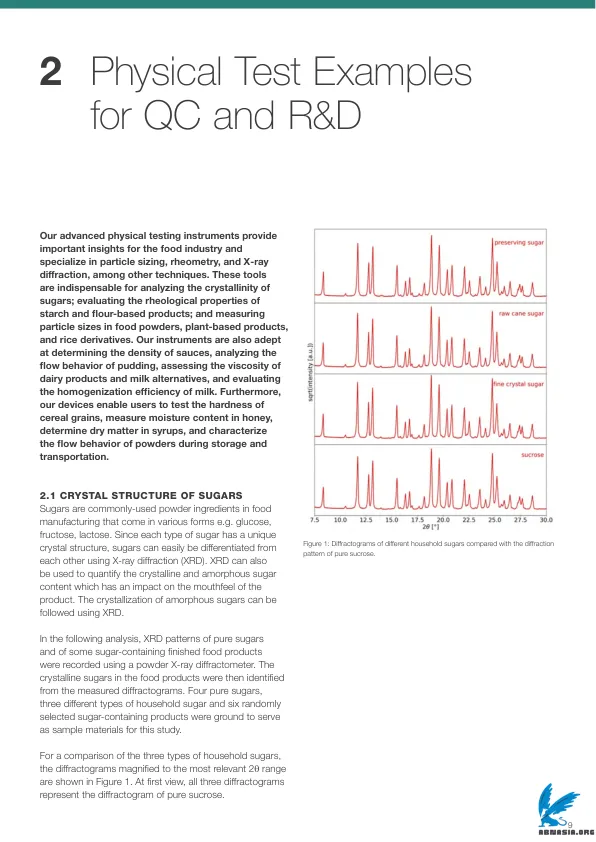 2 Physical Test Examples
for QC and R&D
Our advanced physical testing instruments provide
important insights for the food industry and
specialize in particle sizing, rheometry, and X-ray
diffraction, among other techniques. These tools
are indispensable for analyzing the crystallinity of
sugars; evaluating the rheological properties of
starch and flour-based products; and measuring
particle sizes in food powders, plant-based products,
and rice derivatives. Our instruments are also adept
at determining the density of sauces, analyzing the
flow behavior of pudding, assessing the viscosity of
dairy products and milk alternatives, and evaluating
the homogenization efficiency of milk. Furthermore,
our devices enable users to test the hardness of
cereal grains, measure moisture content in honey,
determine dry matter in syrups, and characterize
the flow behavior of powders during storage and
transportation.
2.1 CRYSTAL STRUCTURE OF SUGARS
Sugars are commonly-used powder ingredients in food
manufacturing that come in various forms e.g. glucose,
fructose, lactose. Since each type of sugar has a unique
crystal structure, sugars can easily be differentiated from
each other using X-ray diffraction (XRD). XRD can also
be used to quantify the crystalline and amorphous sugar
content which has an impact on the mouthfeel of the
product. The crystallization of amorphous sugars can be
followed using XRD.
In the following analysis, XRD patterns of pure sugars
and of some sugar-containing finished food products
were recorded using a powder X-ray diffractometer. The
crystalline sugars in the food products were then identified
from the measured diffractograms. Four pure sugars,
three different types of household sugar and six randomly
selected sugar-containing products were ground to serve
as sample materials for this study.
For a comparison of the three types of household sugars,
the diffractograms magnified to the most relevant 2θ range
are shown in Figure 1. At first view, all three diffractograms
represent the diffractogram of pure sucrose.
preserving sugar
raw cane sugar
fine crystal sugar
sucrose
sqrt(intensity [a.u.])
7.5 10.0 12.5 15.0 17.5 20.0 22.5 25.0 27.5 30.0
2θ [°]
Figure 1: Diffractograms of different household sugars compared with the diffraction
pattern of pure sucrose.
9
ABNASIA.ORG